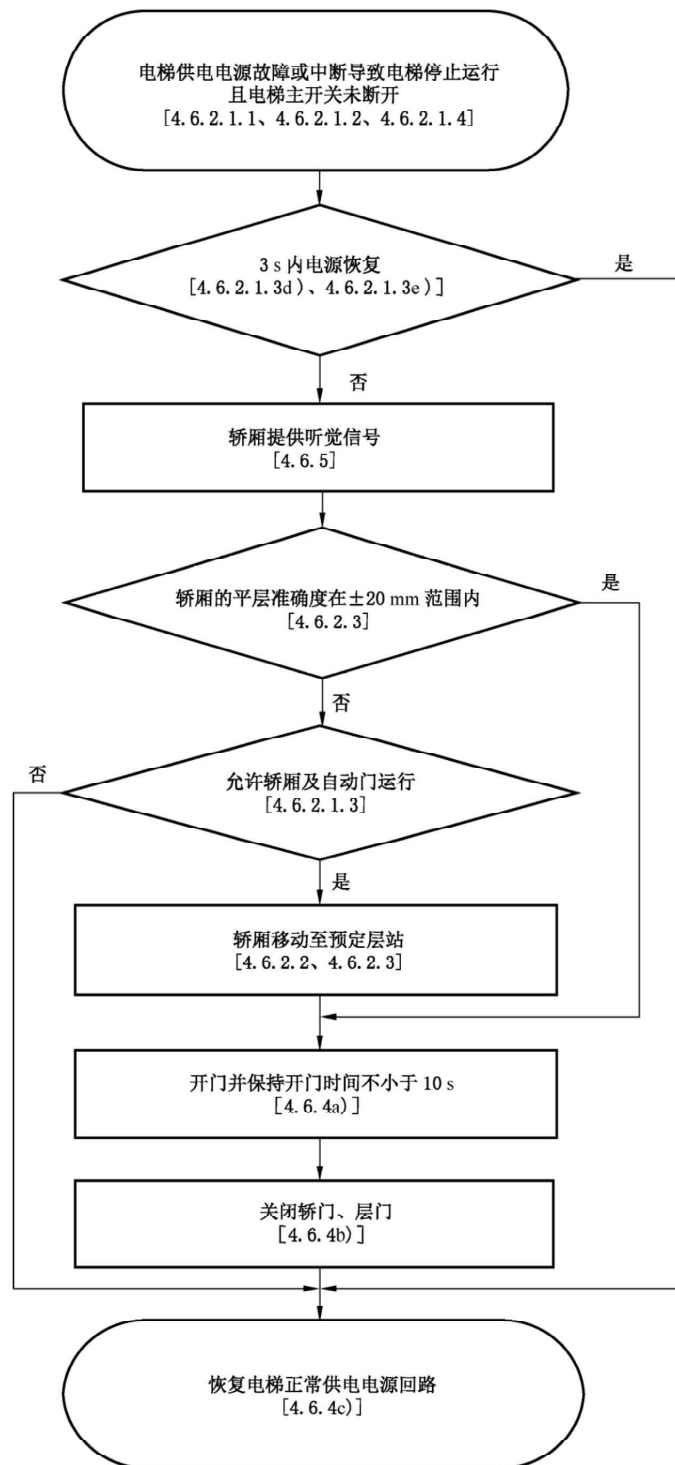 电梯供电电源故障或中断导致电梯停止运行
且电梯主开关未断开
[4.6.2.1.1、4.6.2.1.2、4.6.2.1.4]
3 s 内电源恢复
[4.6.2.1.3d)、4.6.2.1.3e)]
是
否
轿厢提供听觉信号
[4.6.5]
轿厢的平层准确度在±20 mm 范围内
[4.6.2.3]
是
否
允许轿厢及自动门运行
[4.6.2.1.3]
否
是
轿厢移动至预定层站
[4.6.2.2、4.6.2.3]
开门并保持开门时间不小于 10 s
[4.6.4a)]
关闭轿门、层门
[4.6.4b)]
恢复电梯正常供电电源回路
[4.6.4c)]